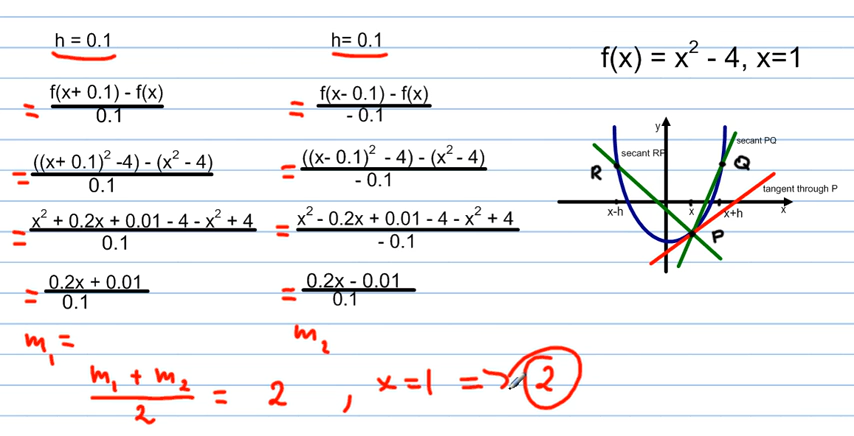 h = 0.1
= f(x+ 0.1) - f(x) / 0.1
= ((x+ 0.1)² -4) - (x² - 4) / 0.1
= x² + 0.2x + 0.01 - 4 - x² + 4 / 0.1
= 0.2x + 0.01 / 0.1
m₁ =
h= 0.1
= f(x- 0.1) - f(x) / - 0.1
= ((x- 0.1)² - 4) - (x² - 4) / - 0.1
= x² - 0.2x + 0.01 - 4 - x² + 4 / - 0.1
= 0.2x - 0.01 / 0.1
m₂
m₁ + m₂ / 2 = 2 , x = 1 => 2
f(x) = x² - 4, x=1
y
secant PQ
secant RP
R
Q
tangent through P
x-h
x
x+h
x
P